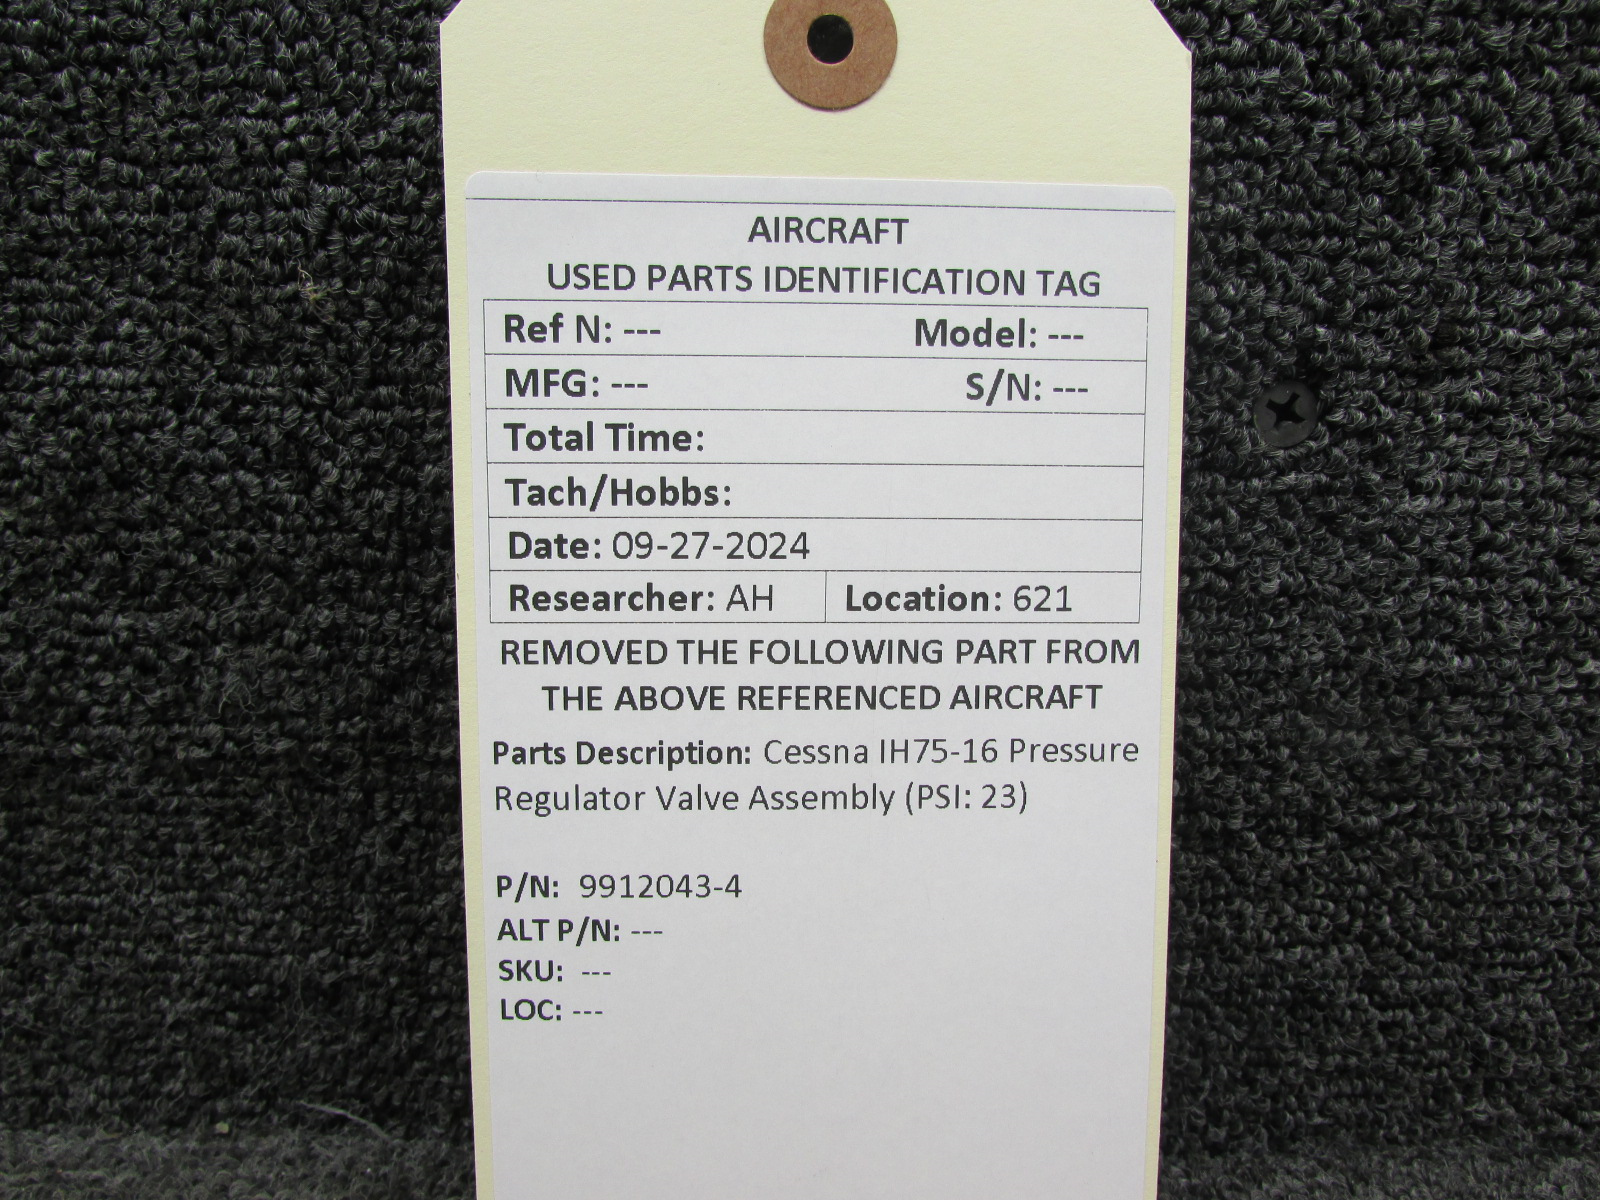 AIRCRAFT
USED PARTS IDENTIFICATION TAG
Ref N: --- Model: ---
MFG: --- S/N: ---
Total Time:
Tach/Hobbs:
Date: 09-27-2024
Researcher: AH Location: 621
REMOVED THE FOLLOWING PART FROM
THE ABOVE REFERENCED AIRCRAFT
Parts Description: Cessna IH75-16 Pressure
Regulator Valve Assembly (PSI: 23)
P/N: 9912043-4
ALT P/N: ---
SKU: ---
LOC: ---